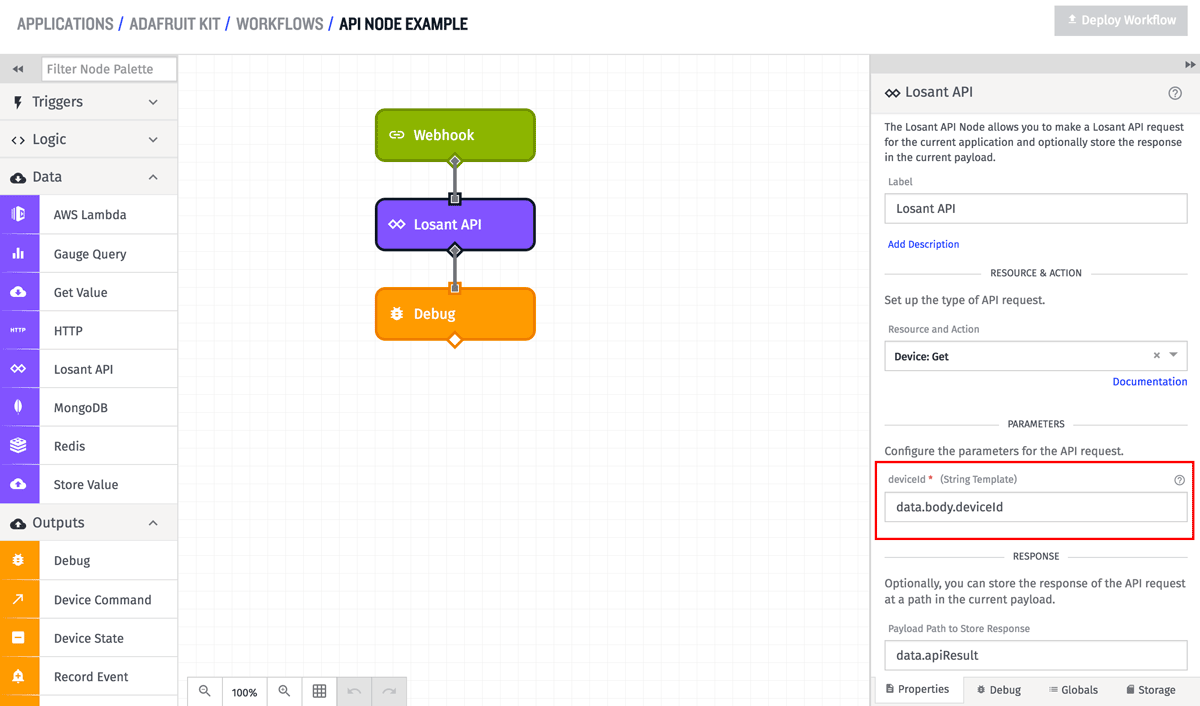 APPLICATIONS / ADAFRUIT KIT / WORKFLOWS / API NODE EXAMPLE
Deploy Workflow
Filter Node Palette
Triggers
Logic
Data
AWS Lambda
Gauge Query
Get Value
HTTP HTTP
Losant API
MongoDB
Redis
Store Value
Outputs
Debug
Device Command
Device State
Record Event
Webhook
Losant API
Debug
100%
Losant API
The Losant API Node allows you to make a Losant API request
for the current application and optionally store the response
in the current payload.
Label
Losant API
Add Description
RESOURCE & ACTION
Set up the type of API request.
Resource and Action
Device: Get
Documentation
PARAMETERS
Configure the parameters for the API request.
deviceId * (String Template)
data.body.deviceId
RESPONSE
Optionally, you can store the response of the API request
at a path in the current payload.
Payload Path to Store Response
data.apiResult
Properties Debug Globals Storage